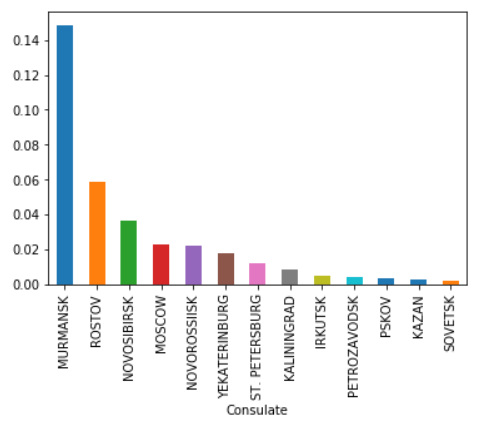 0.14
0.12
0.10
0.08
0.06
0.04
0.02
0.00
MURMANSK
ROSTOV
NOVOSIBIRSK
MOSCOW
NOVOROSSIISK
YEKATERINBURG
ST. PETERSBURG
KALININGRAD
IRKUTSK
PETROZAVODSK
PSKOV
KAZAN
SOVETSK
Consulate